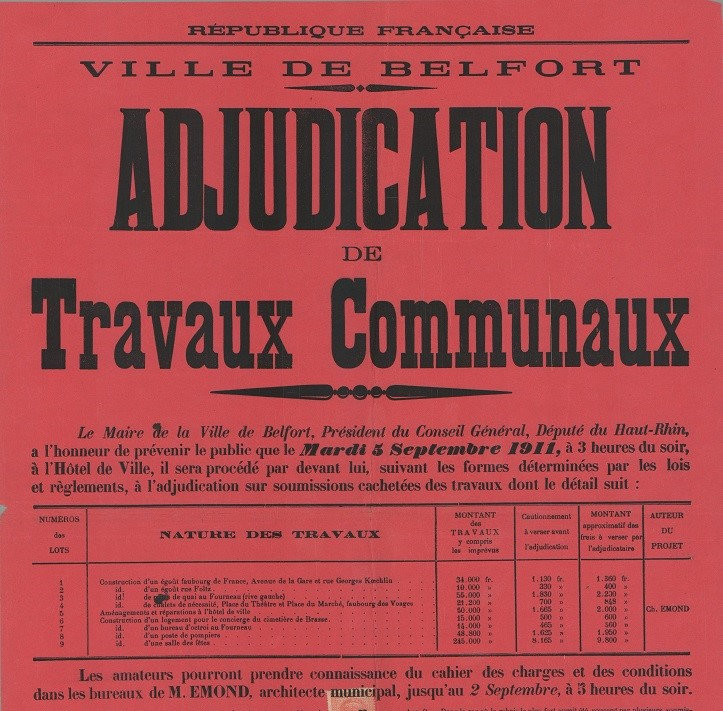 RÉPUBLIQUE FRANÇAISE
VILLE DE BELFORT
ADJUDICATION
DE
Travaux Communaux
Le Maire de la Ville de Belfort, Président du Conseil Général, Député du Haut-Rhin,
a l'honneur de prévenir le public que le Mardi 5 Septembre 1911, à 3 heures du soir,
à l'Hôtel de Ville, il sera procédé par devant lui, suivant les formes déterminées par les lois
et règlements, à l'adjudication sur soumissions cachetées des travaux dont le détail suit :
NUMEROS des LOTS
NATURE DES TRAVAUX
MONTANT des TRAVAUX y compris les imprévus
Cautionnement à verser avant l'adjudication
MONTANT approximatif des frais à verser par l'adjudicataire
AUTEUR DU PROJET
1 Construction d'un égoût faubourg de France, Avenue de la Gare et rue Georges Kœchlin 34.000 fr. 1.130 fr. 1.360 fr.
2 id. d'un égoût rue Feltz 10.000 » 330 » 400 »
3 id. de quai au Fourneau (rive gauche) 1.830 » 2.230 »
4 id. de chalets de nécessité, Place du Théâtre et Place du Marché, faubourg des Vosges 21.200 » 700 » 848 »
5 Aménagements et réparations à l'hôtel de ville 50.000 » 1.665 » 2.000 » Ch. EMOND
6 Construction d'un logement pour le concierge du cimetière de Brasse 15.000 » 500 » 600 »
7 id. d'un bureau d'octroi au Fourneau 14.000 » 465 » 560 »
8 id. d'un poste de pompiers 48.800 » 1.625 » 1.950 »
9 id. d'une salle des fêtes 245.000 » 8.165 » 9.800 »
Les amateurs pourront prendre connaissance du cahier des charges et des conditions
dans les bureaux de M. EMOND, architecte municipal, jusqu'au 2 Septembre, à 5 heures du soir.